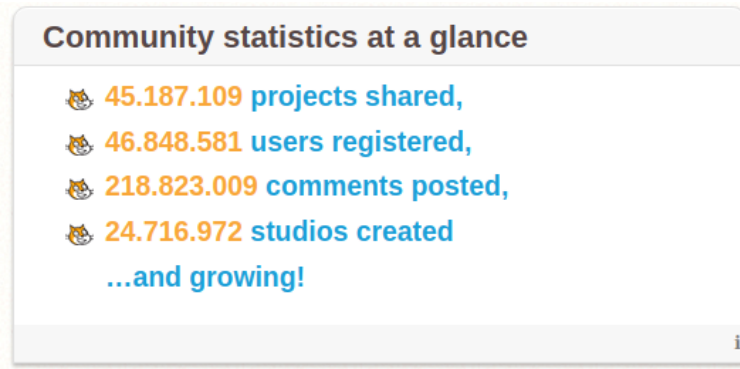 Community statistics at a glance
45.187.109 projects shared,
46.848.581 users registered,
218.823.009 comments posted,
24.716.972 studios created
...and growing!